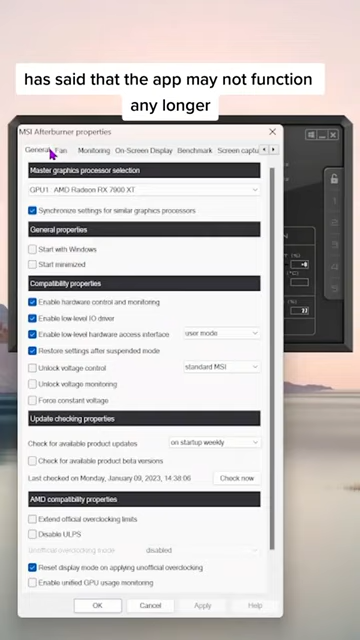 has said that the app may not function
any longer
MSI Afterburner properties
General Fan Monitoring On-Screen Display Benchmark Screen captu
Master graphics processor selection
GPU1 : AMD Radeon RX 7900 XT
Synchronize settings for similar graphics processors
General properties
Start with Windows
Start minimized
Compatibility properties
Enable hardware control and monitoring
Enable low-level IO driver
Enable low-level hardware access interface user mode
Restore settings after suspended mode
Unlock voltage control standard MSI
Unlock voltage monitoring
Force constant voltage
Update checking properties
Check for available product updates on startup weekly
Check for available product beta versions
Last checked on Monday, January 09, 2023, 14:38:06 Check now
AMD compatibility properties
Extend official overclocking limits
Disable ULPS
Unofficial overclocking mode disabled
Reset display mode on applying unofficial overclocking
Enable unified GPU usage monitoring
OK Cancel Apply Help